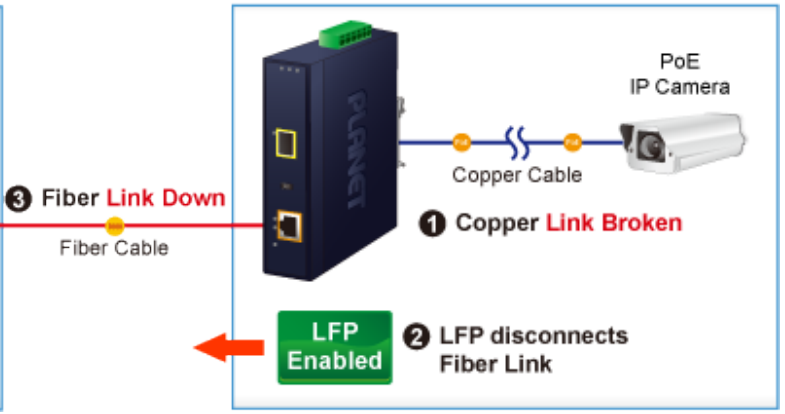 PoE
IP Camera
PLANET
Copper Cable
❸ Fiber Link Down
Fiber Cable
❶ Copper Link Broken
LFP
Enabled
❷ LFP disconnects
Fiber Link